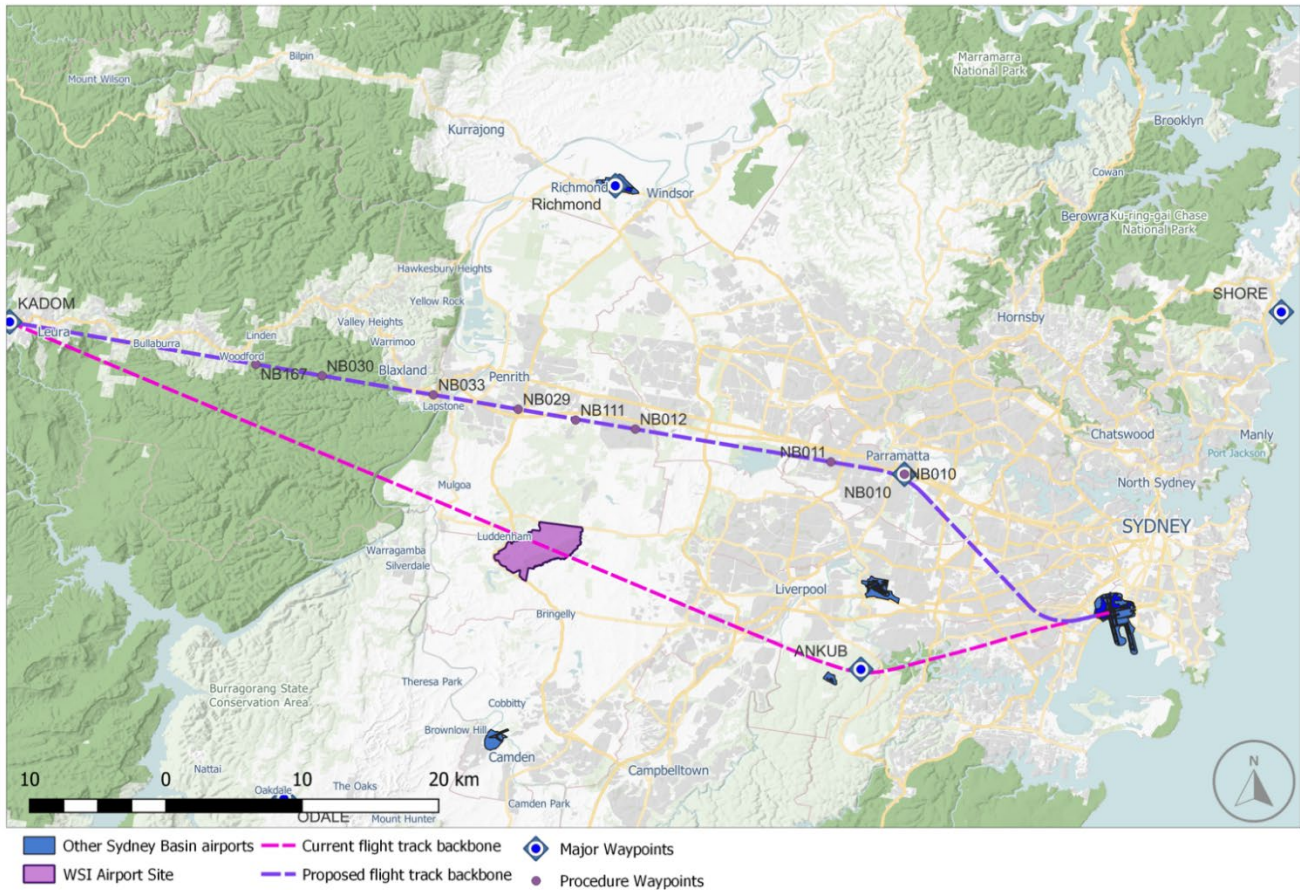 Marramarra
National Park
Bilpin
Mount Wilson
Brooklyn
Kurrajong
Cowan
Richmond
Windsor
Richmond
Berowra
Ku-ring-gai Chase
National Park
Hawkesbury Heights
SHORE
KADOM
Yellow Rock
Leura
Linden
Valley Heights
Hornsby
Bullaburra
Warrimoo
Woodford
NB167
NB030
Blaxland
Penrith
NB033
Lapstone
NB029
NB111
NB012
Chatswood
Manly
Parramatta
Port Jackson
NB011
NB010
NB010
North Sydney
Mulgoa
SYDNEY
Luddenham
Warragamba
Silverdale
Liverpool
Bringelly
ANKUB
Theresa Park
Burragorang State
Conservation Area
Cobbitty
Brownlow Hill
Camden
Nattai
Campbelltown
N
10 0 10 20 km
Oakdale
The Oaks
Camden Park
ODALE
Mount Hunter
Other Sydney Basin airports
Current flight track backbone
Major Waypoints
WSI Airport Site
Proposed flight track backbone
Procedure Waypoints